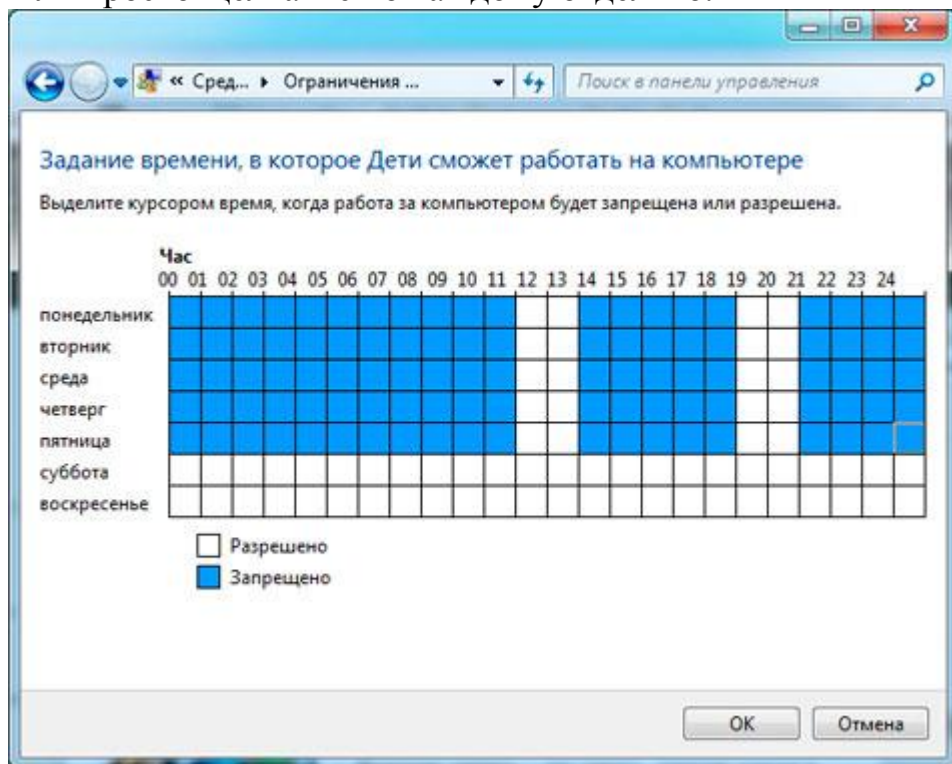 « Сред... ▸ Ограничения ... Поиск в панели управления
Задание времени, в которое Дети сможет работать на компьютере
Выделите курсором время, когда работа за компьютером будет запрещена или разрешена.
Час
00 01 02 03 04 05 06 07 08 09 10 11 12 13 14 15 16 17 18 19 20 21 22 23 24
понедельник
вторник
среда
четверг
пятница
суббота
воскресенье
Разрешено
Запрещено
ОК Отмена